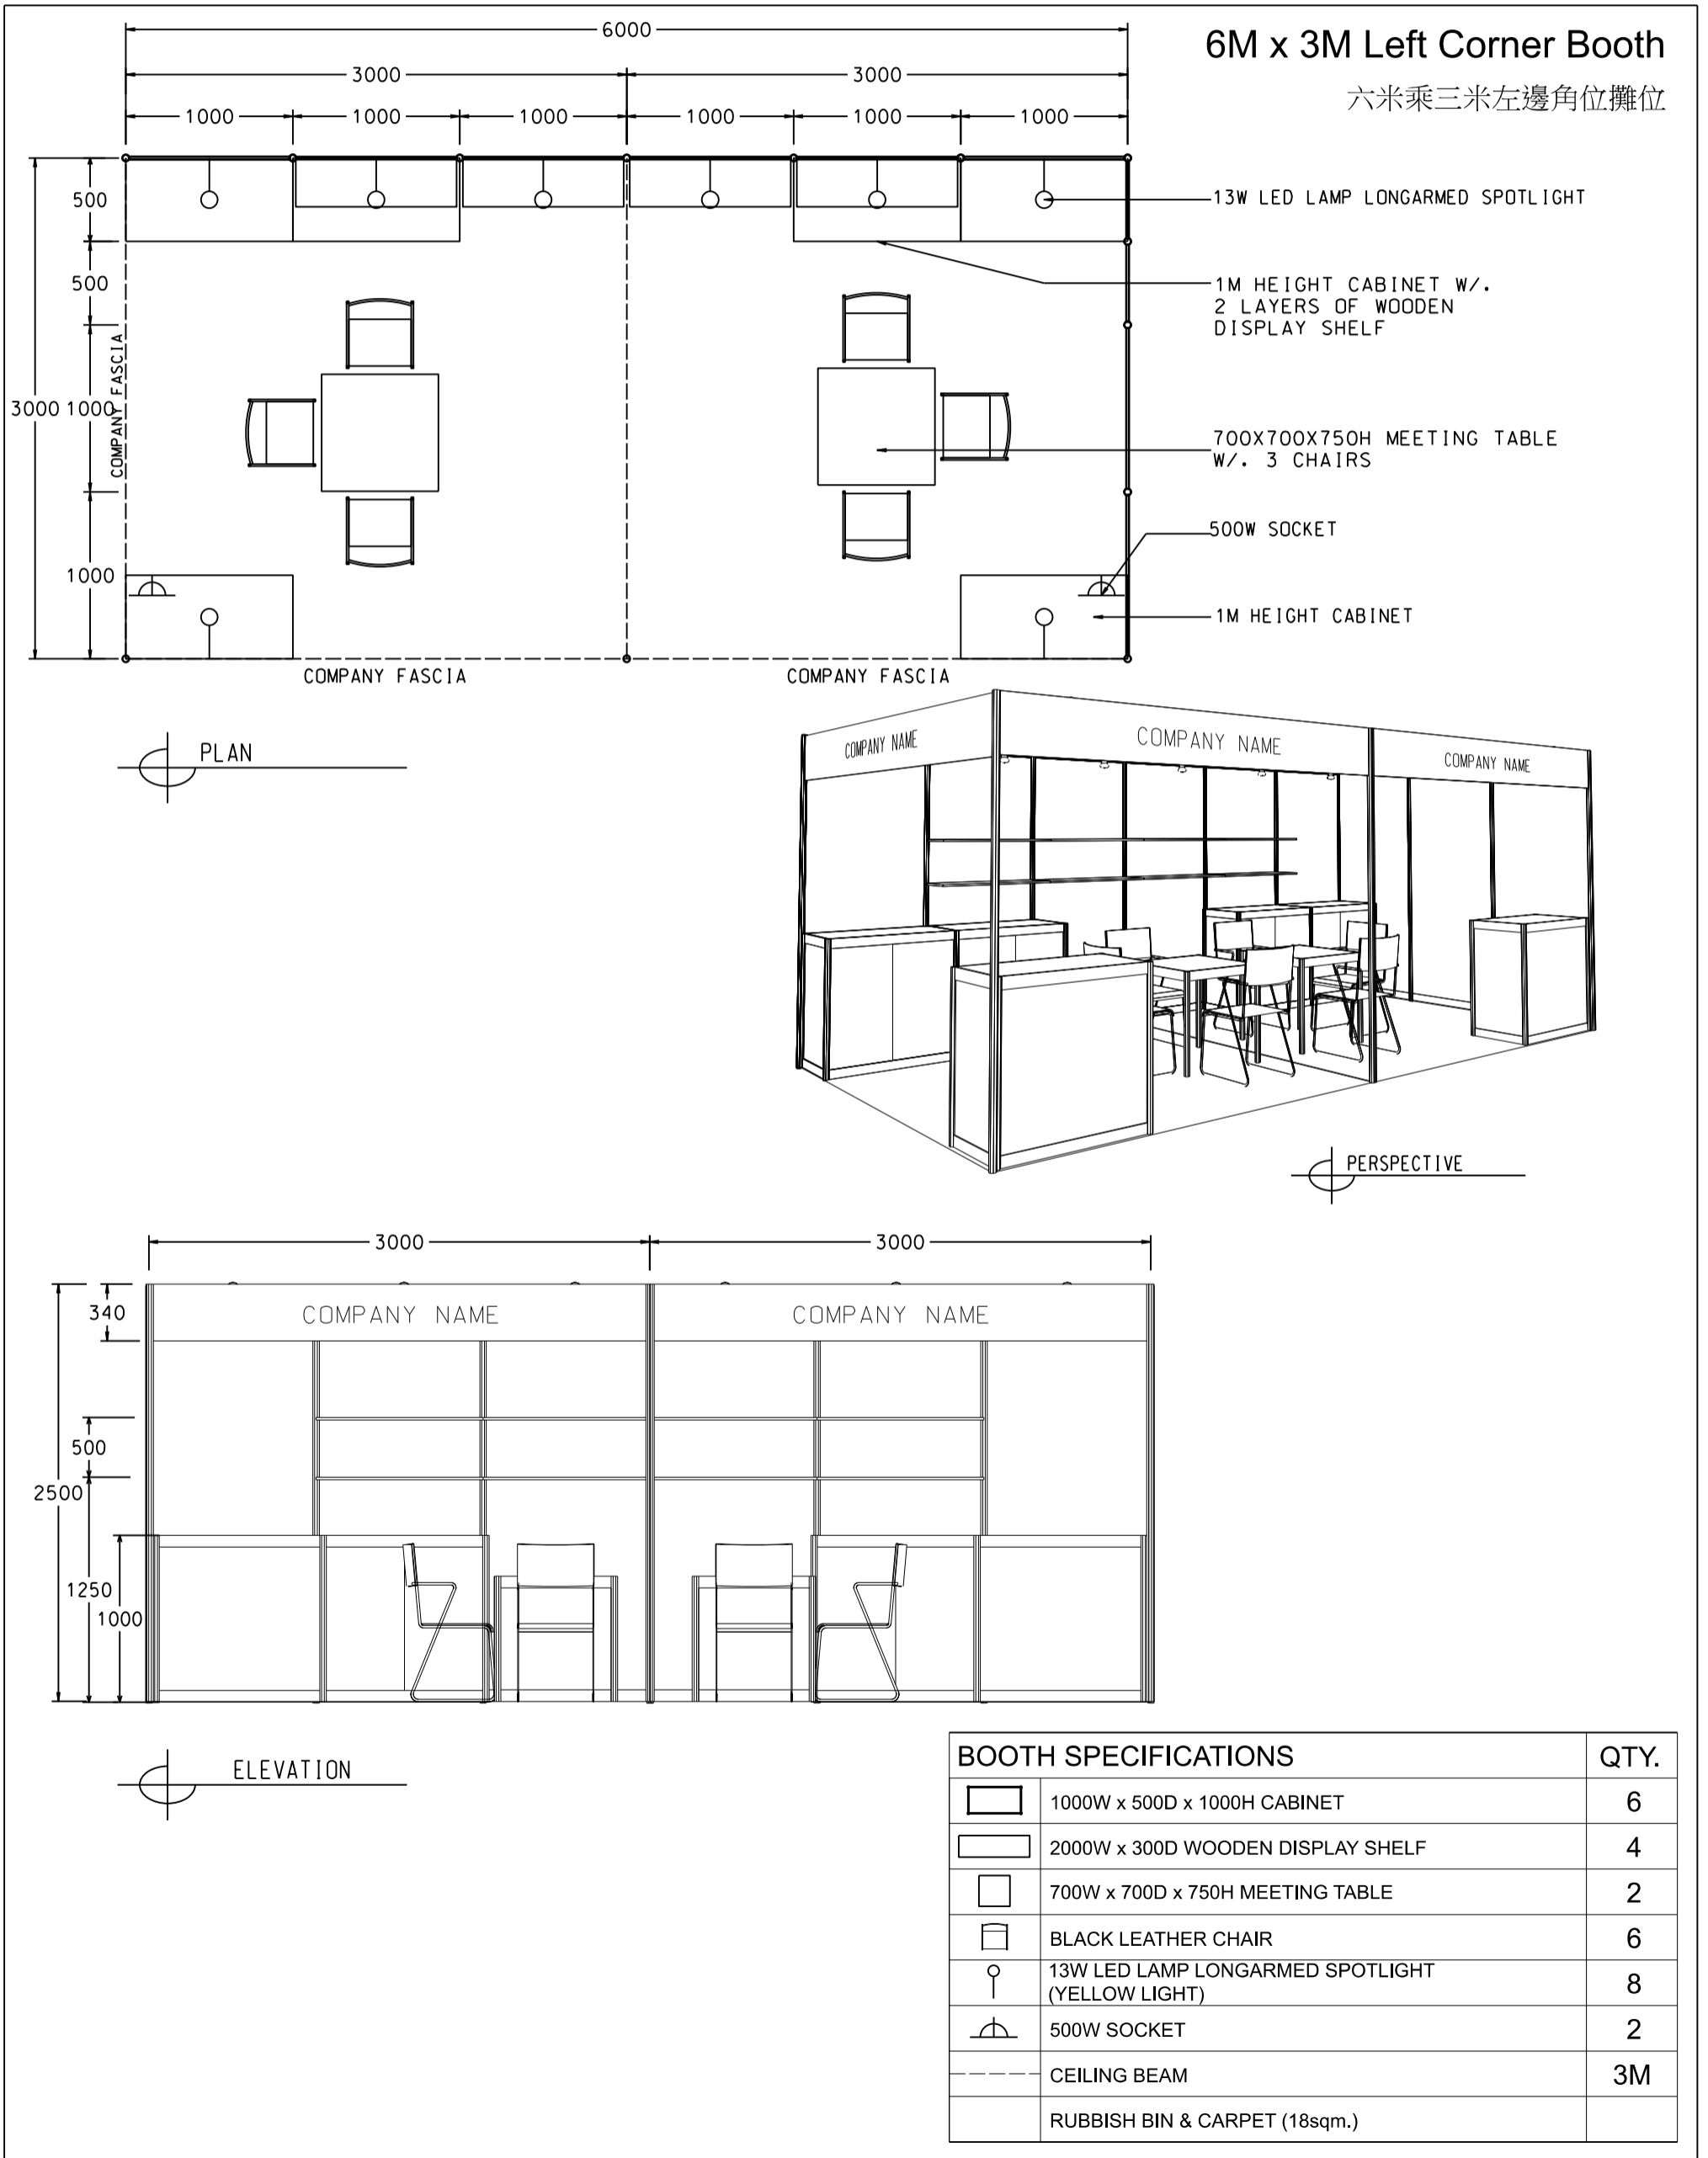 6M x 3M Left Corner Booth
六米乘三米左邊角位攤位
6000
3000
3000
1000
1000
1000
1000
1000
1000
3000
500
500
1000
1000
COMPANY FASCIA
COMPANY FASCIA
COMPANY FASCIA
13W LED LAMP LONGARMED SPOTLIGHT
1M HEIGHT CABINET W/.
2 LAYERS OF WOODEN
DISPLAY SHELF
700X700X750H MEETING TABLE
W/. 3 CHAIRS
500W SOCKET
1M HEIGHT CABINET
PLAN
COMPANY NAME
COMPANY NAME
COMPANY NAME
PERSPECTIVE
3000
3000
340
500
2500
1250
1000
COMPANY NAME
COMPANY NAME
ELEVATION
BOOTH SPECIFICATIONS QTY.
1000W x 500D x 1000H CABINET 6
2000W x 300D WOODEN DISPLAY SHELF 4
700W x 700D x 750H MEETING TABLE 2
BLACK LEATHER CHAIR 6
13W LED LAMP LONGARMED SPOTLIGHT
(YELLOW LIGHT) 8
500W SOCKET 2
CEILING BEAM 3M
RUBBISH BIN & CARPET (18sqm.)